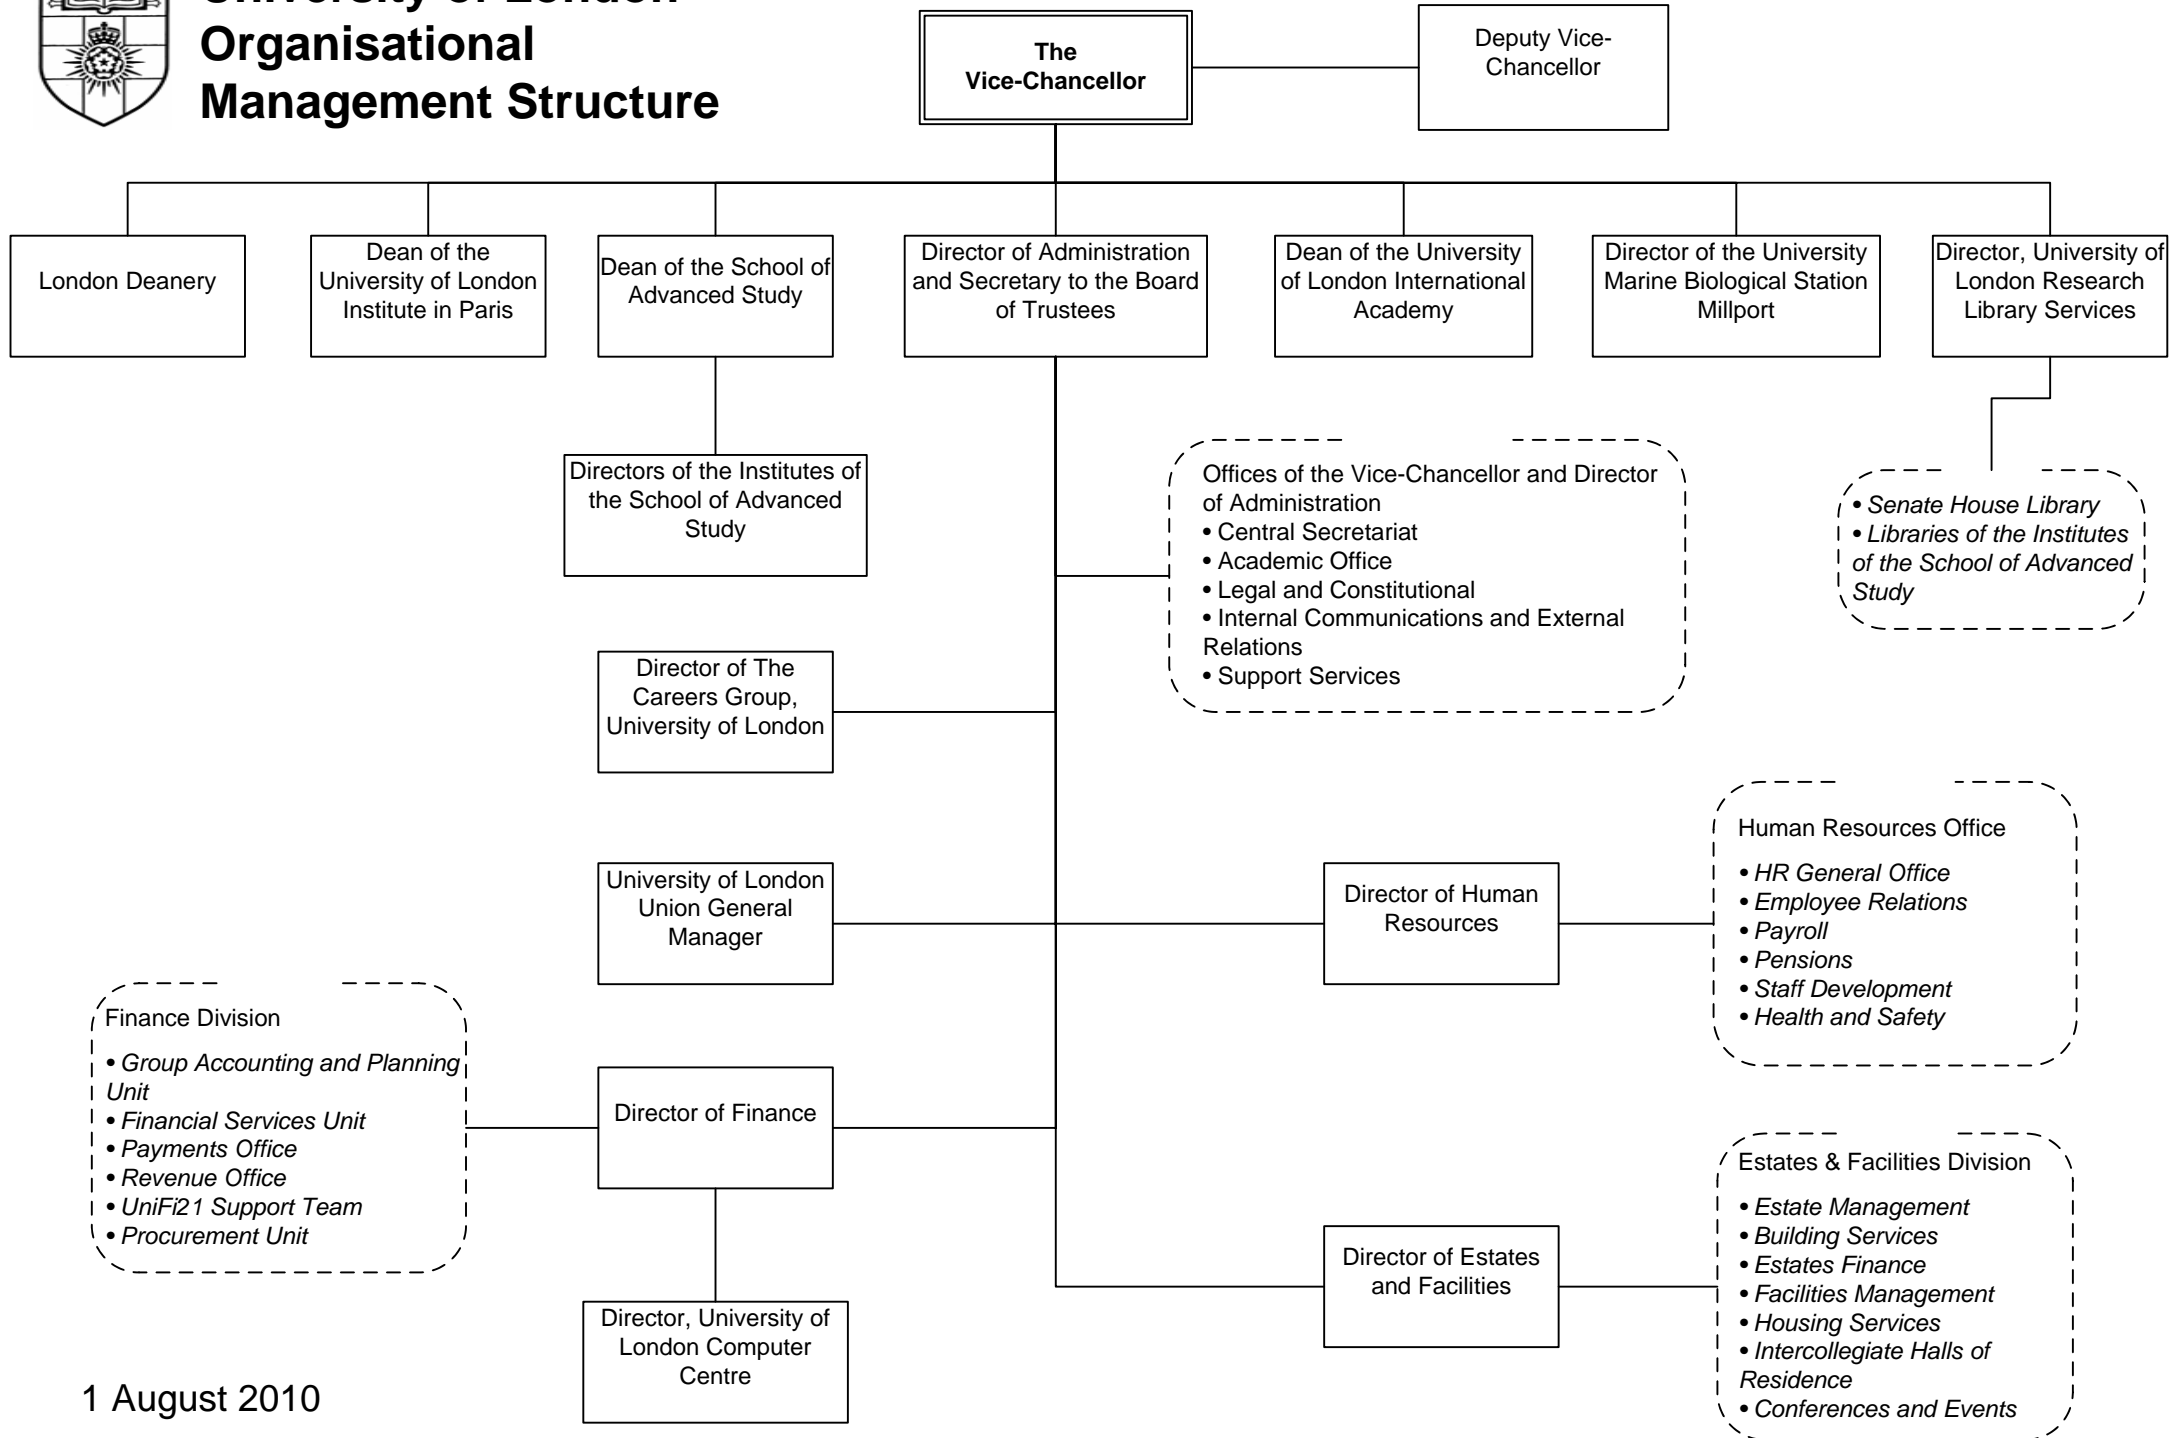 University of London
Organisational
Management Structure
The
Vice-Chancellor
Deputy Vice-
Chancellor
London Deanery
Dean of the
University of London
Institute in Paris
Dean of the School of
Advanced Study
Director of Administration
and Secretary to the Board
of Trustees
Dean of the University
of London International
Academy
Director of the University
Marine Biological Station
Millport
Director, University of
London Research
Library Services
Directors of the Institutes of
the School of Advanced
Study
Offices of the Vice-Chancellor and Director
of Administration
• Central Secretariat
• Academic Office
• Legal and Constitutional
• Internal Communications and External
Relations
• Support Services
• Senate House Library
• Libraries of the Institutes
of the School of Advanced
Study
Director of The
Careers Group,
University of London
University of London
Union General
Manager
Director of Human
Resources
Human Resources Office
• HR General Office
• Employee Relations
• Payroll
• Pensions
• Staff Development
• Health and Safety
Finance Division
• Group Accounting and Planning
Unit
• Financial Services Unit
• Payments Office
• Revenue Office
• UniFi21 Support Team
• Procurement Unit
Director of Finance
Director of Estates
and Facilities
Estates & Facilities Division
• Estate Management
• Building Services
• Estates Finance
• Facilities Management
• Housing Services
• Intercollegiate Halls of
Residence
• Conferences and Events
Director, University of
London Computer
Centre
1 August 2010